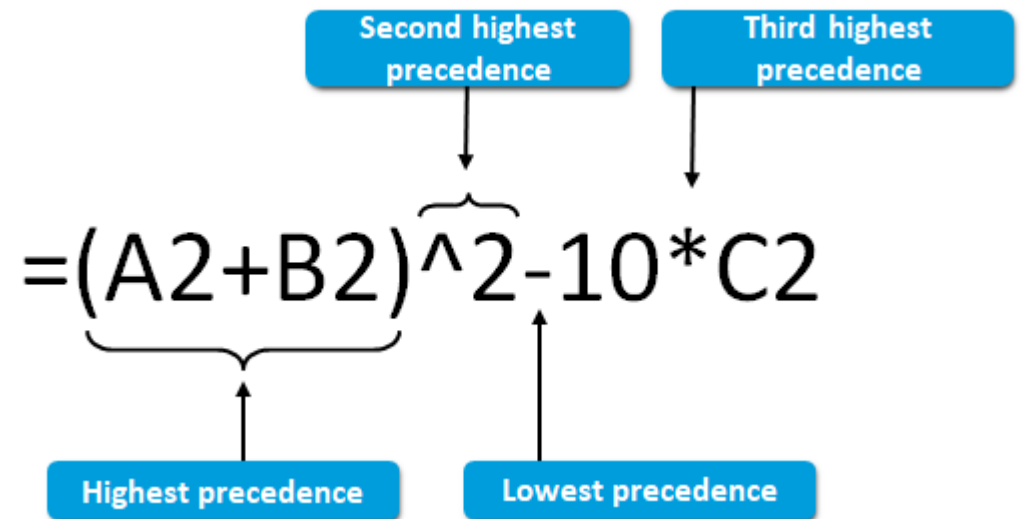 Second highest
precedence
Third highest
precedence
=(A2+B2)^2-10*C2
Highest precedence
Lowest precedence